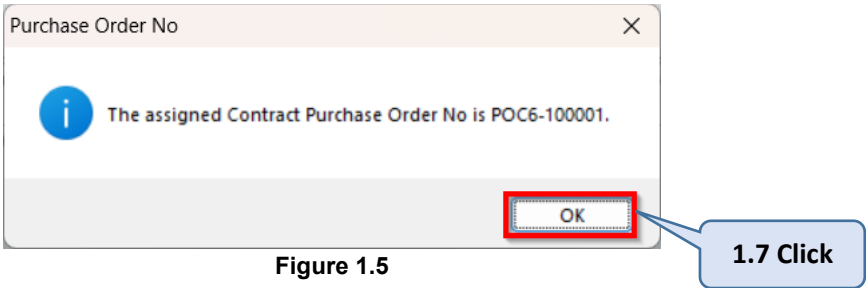 Purchase Order No
The assigned Contract Purchase Order No is POC6-100001.
OK
1.7 Click
Figure 1.5